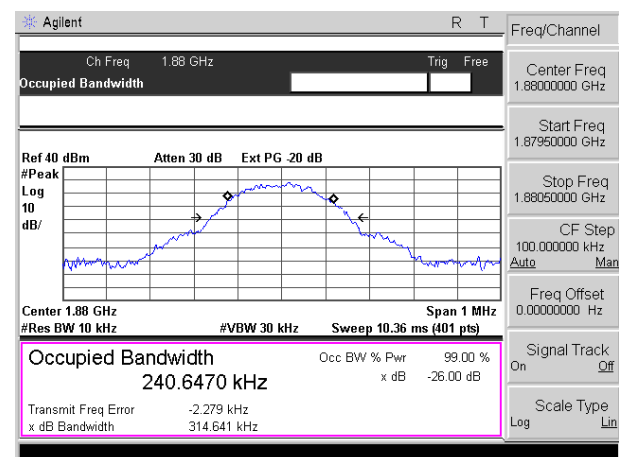 Agilent R T
Ch Freq 1.88 GHz Trig Free
Occupied Bandwidth
Ref 40 dBm Atten 30 dB Ext PG -20 dB
#Peak
Log
10
dB/
Center 1.88 GHz Span 1 MHz
#Res BW 10 kHz #VBW 30 kHz Sweep 10.36 ms (401 pts)
Occupied Bandwidth Occ BW % Pwr 99.00 %
240.6470 kHz x dB -26.00 dB
Transmit Freq Error -2.279 kHz
x dB Bandwidth 314.641 kHz
Freq/Channel
Center Freq
1.88000000 GHz
Start Freq
1.87950000 GHz
Stop Freq
1.88050000 GHz
CF Step
100.000000 kHz
Auto Man
Freq Offset
0.00000000 Hz
Signal Track
On Off
Scale Type
Log Lin